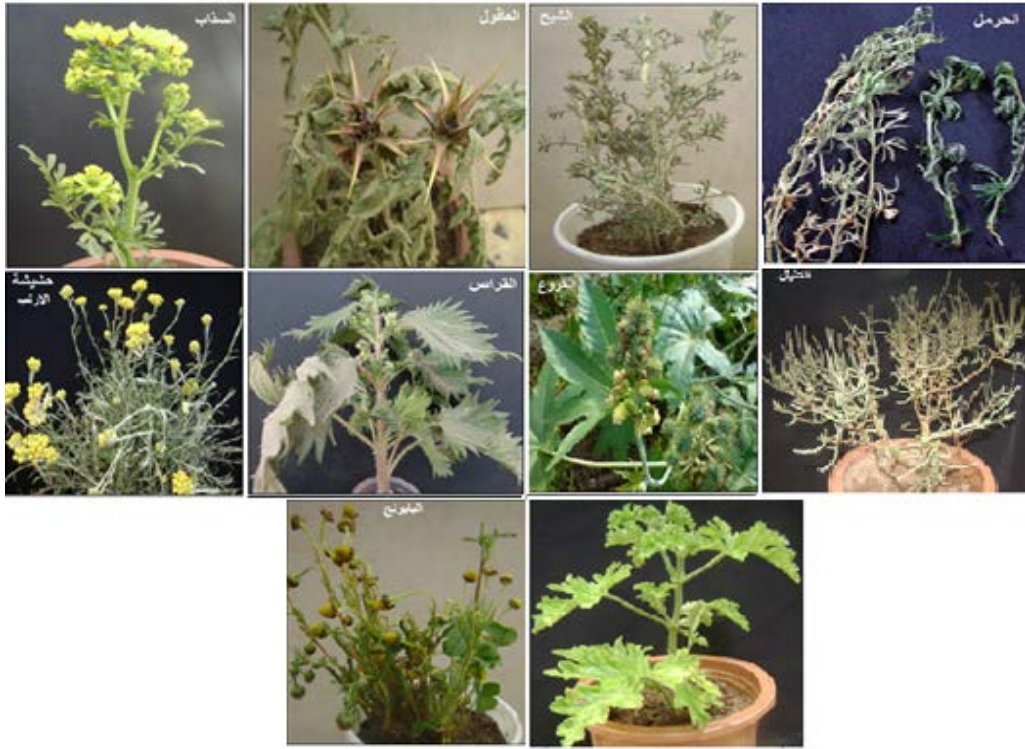 السذاب
العاقول
الشيح
الحرمل
حشيشة
الارنب
القراص
الخروع
البابونج